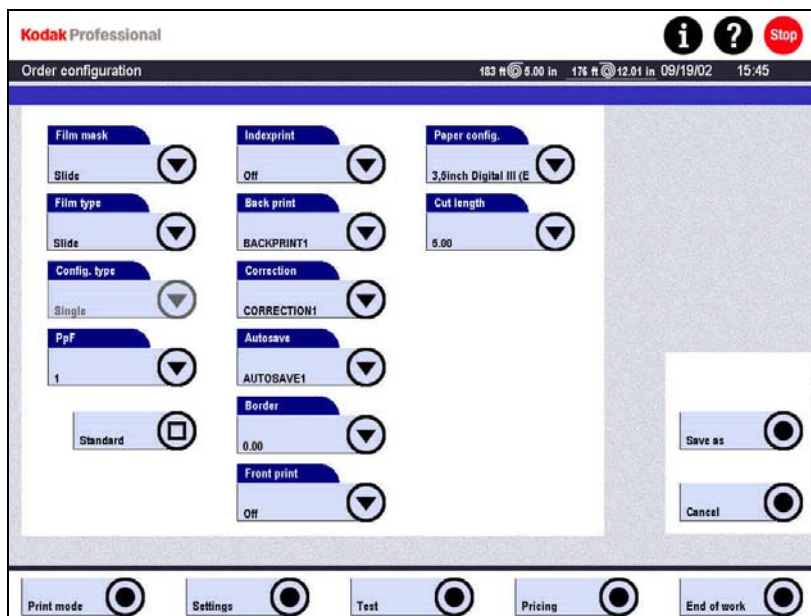 Kodak Professional
i ? Stop
Order configuration 183 ft 5.00 in 176 ft 12.01 in 09/19/02 15:45
Film mask
Slide
Film type
Slide
Config. type
Single
PpF
1
Standard
Indexprint
Off
Back print
BACKPRINT1
Correction
CORRECTION1
Autosave
AUTOSAVE1
Border
0.00
Front print
Off
Paper config.
3,5inch Digital III (E
Cut length
5.00
Save as
Cancel
Print mode Settings Test Pricing End of work